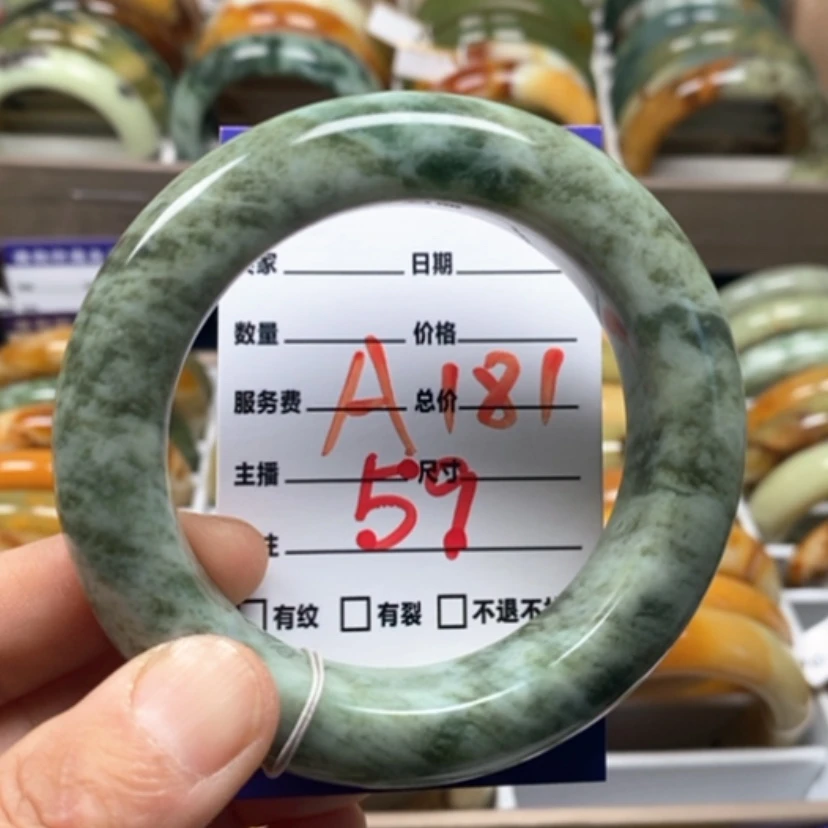 家 日期
数量 价格
服务费 总价
A 181
主播 尺寸
59
注
有纹 有裂 不退不